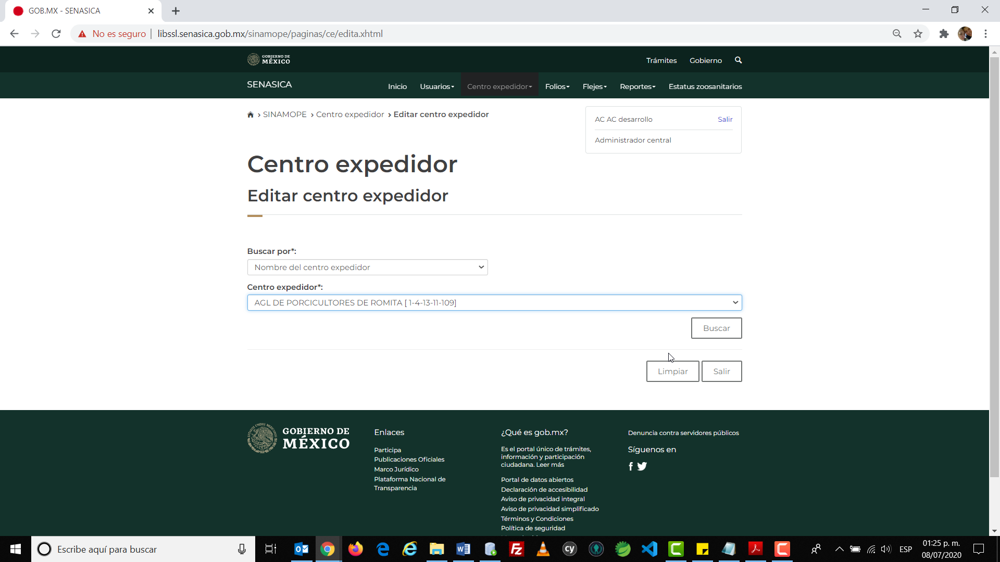 GOB.MX - SENASICA
No es seguro
libssl.senasica.gob.mx/sinamope/paginas/ce/edita.xhtml
GOBIERNO DE
MÉXICO
Trámites Gobierno
SENASICA
Inicio Usuarios Centro expedidor Folios Flejes Reportes Estatus zoosanitarios
> SINAMOPE > Centro expedidor > Editar centro expedidor
AC AC desarrollo Salir
Administrador central
Centro expedidor
Editar centro expedidor
Buscar por*:
Nombre del centro expedidor
Centro expedidor*:
AGL DE PORCICULTORES DE ROMITA [ 1-4-13-11-109]
Buscar
Limpiar Salir
GOBIERNO DE
MÉXICO
Enlaces
Participa
Publicaciones Oficiales
Marco Jurídico
Plataforma Nacional de
Transparencia
¿Qué es gob.mx?
Es el portal único de trámites,
información y participación
ciudadana. Leer más
Portal de datos abiertos
Declaración de accesibilidad
Aviso de privacidad integral
Aviso de privacidad simplificado
Términos y Condiciones
Política de seguridad
Denuncia contra servidores públicos
Síguenos en
Escribe aquí para buscar
ESP
01:25 p. m.
08/07/2020